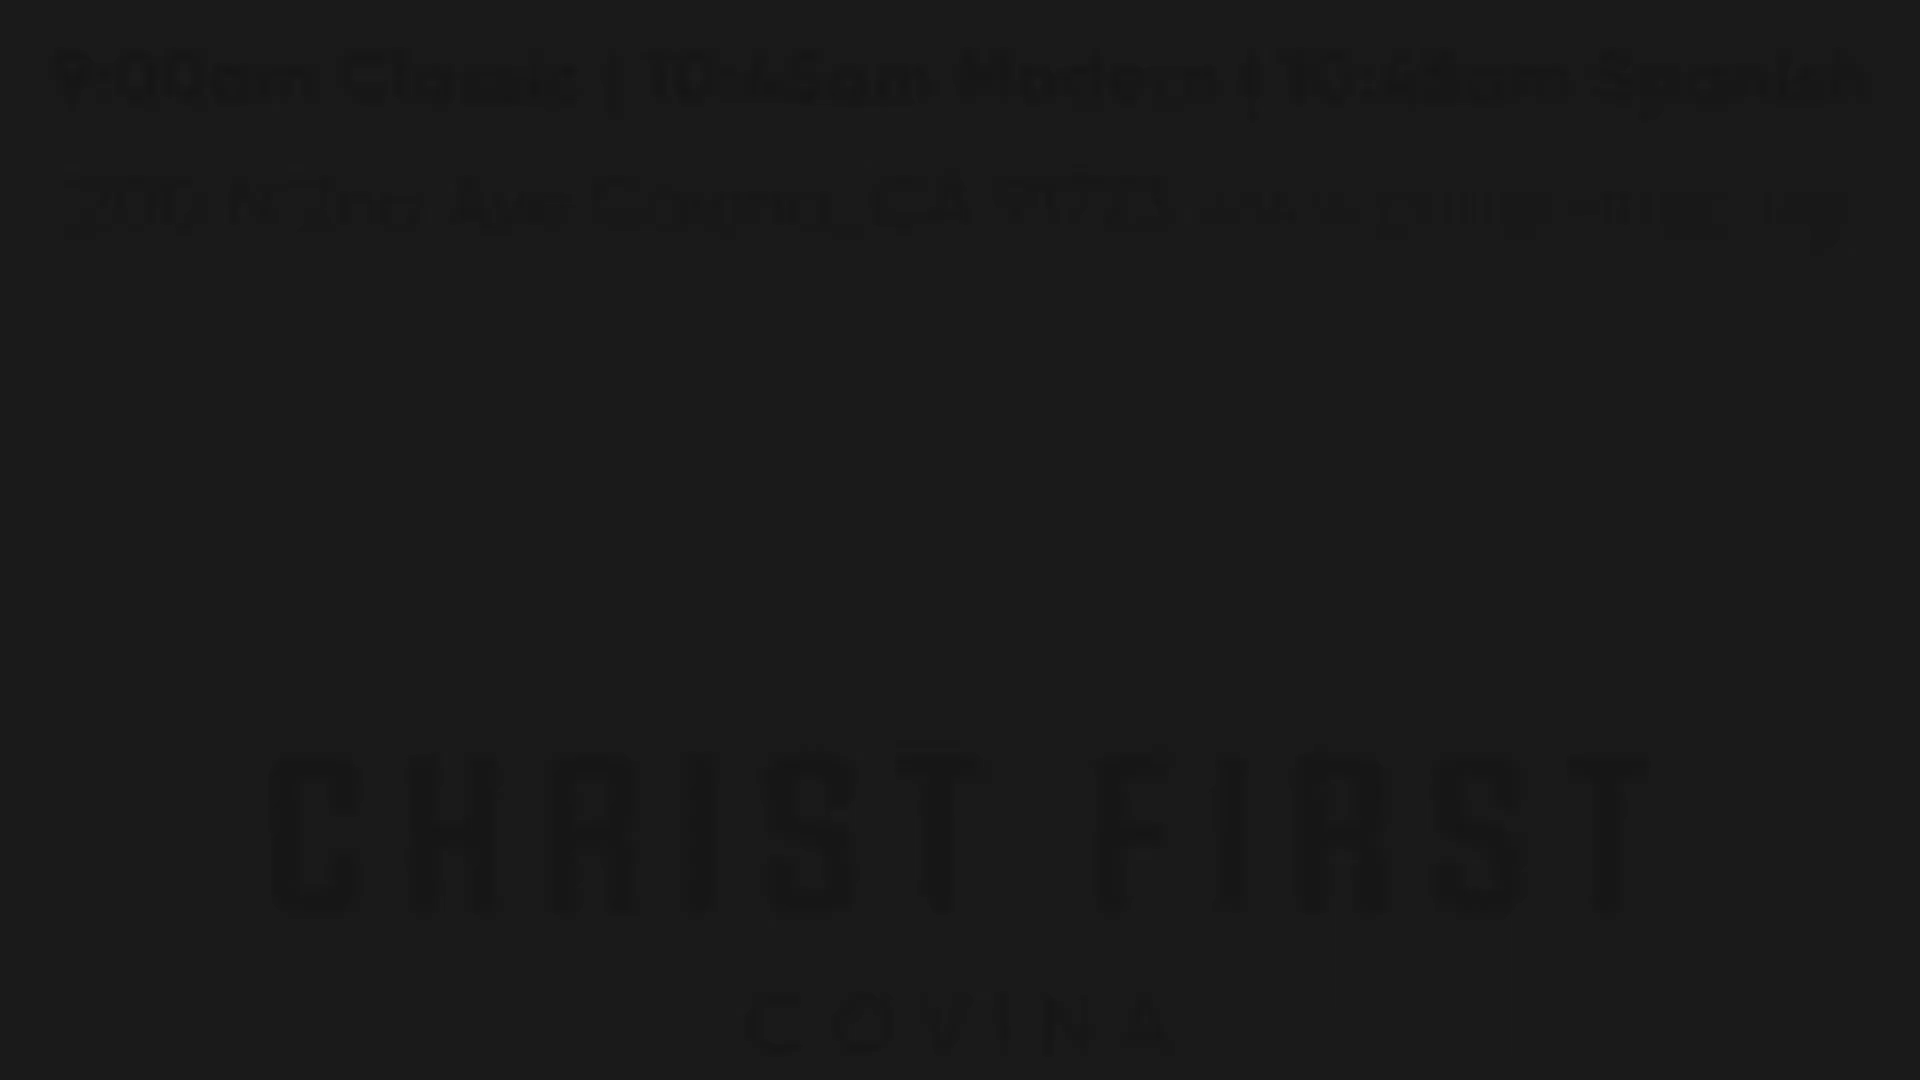 9:00am Classic | 10:45am Modern | 10:45am Spanish
200 N 2nd Ave Covina, CA 91723
CHRIST FIRST
COVINA